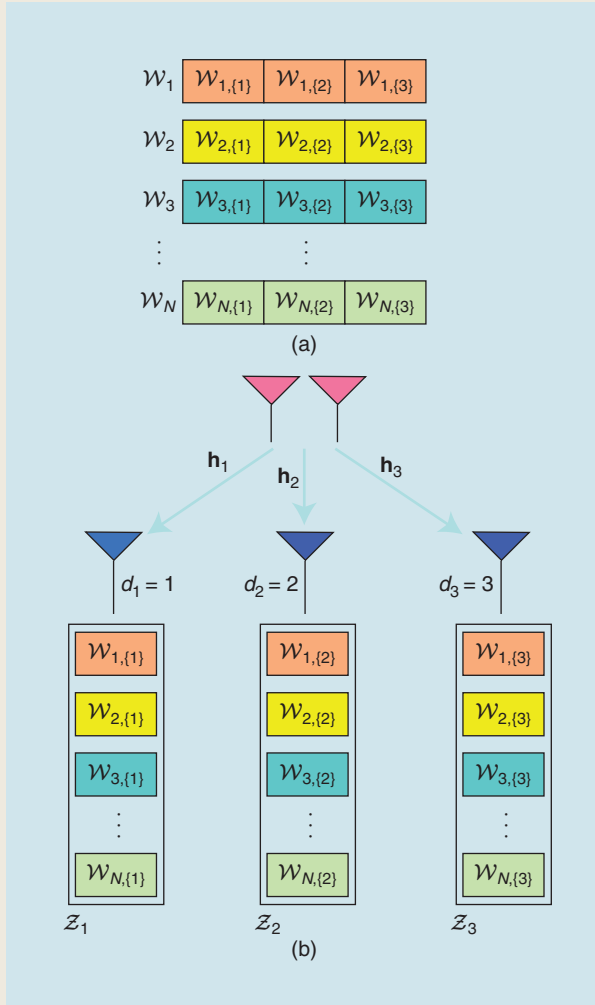 𝒲1 𝒲1,{1} 𝒲1,{2} 𝒲1,{3}
𝒲2 𝒲2,{1} 𝒲2,{2} 𝒲2,{3}
𝒲3 𝒲3,{1} 𝒲3,{2} 𝒲3,{3}
⋮ ⋮
𝒲N 𝒲N,{1} 𝒲N,{2} 𝒲N,{3}
(a)
h1 h2 h3
d1 = 1 d2 = 2 d3 = 3
𝒲1,{1} 𝒲1,{2} 𝒲1,{3}
𝒲2,{1} 𝒲2,{2} 𝒲2,{3}
𝒲3,{1} 𝒲3,{2} 𝒲3,{3}
⋮ ⋮ ⋮
𝒲N,{1} 𝒲N,{2} 𝒲N,{3}
𝒵1 𝒵2 𝒵3
(b)